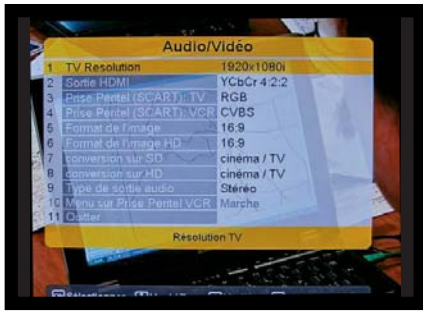 Audio/Vidéo
1 TV Resolution 1920x1080i
2 Sortie HDMI YCbCr 4:2:2
3 Prise Peritel (SCART): TV RGB
4 Prise Peritel (SCART): VCR CVBS
5 Format de l'image 16:9
6 Format de l'image HD 16:9
7 conversion sur SD cinéma / TV
8 conversion sur HD cinéma / TV
9 Type de sortie audio Stéréo
10 Menu sur Prise Peritel VCR Marche
11 Quitter
Résolution TV